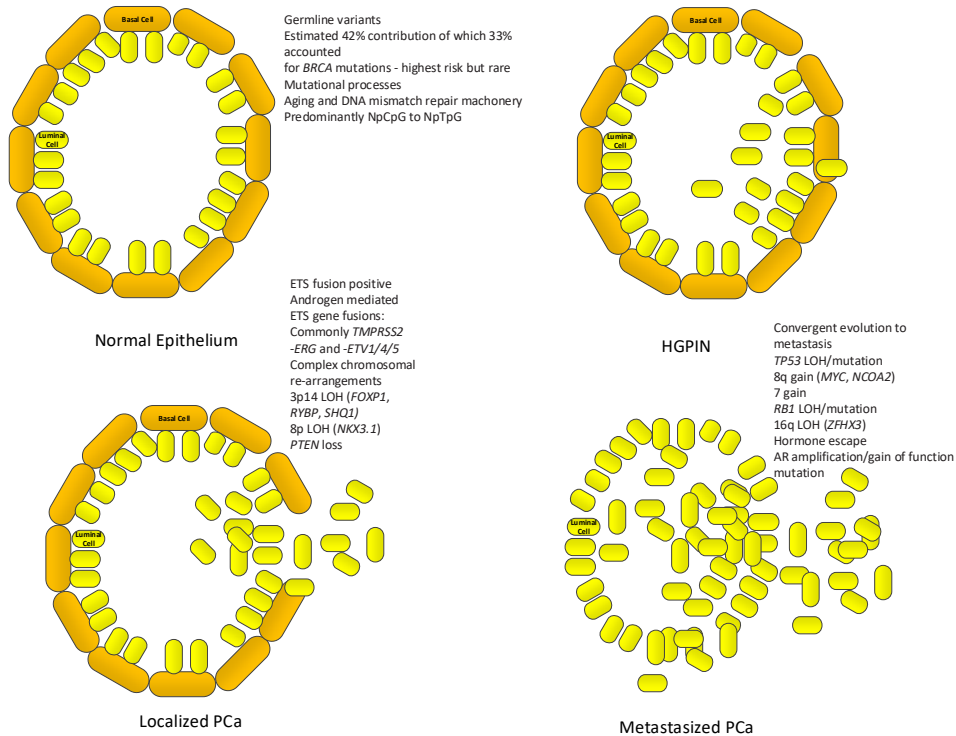 Basal Cell
Luminal
Cell
Normal Epithelium
Germline variants
Estimated 42% contribution of which 33%
accounted
for BRCA mutations - highest risk but rare
Mutational processes
Aging and DNA mismatch repair machonery
Predominantly NpCpG to NpTpG
Basal Cell
Luminal
Cell
HGPIN
ETS fusion positive
Androgen mediated
ETS gene fusions:
Commonly TMPRSS2
-ERG and -ETV1/4/5
Complex chromosomal
re-arrangements
3p14 LOH (FOXP1,
RYBP, SHQ1)
8p LOH (NKX3.1)
PTEN loss
Basal Cell
Luminal
Cell
Localized PCa
Convergent evolution to
metastasis
TP53 LOH/mutation
8q gain (MYC, NCOA2)
7 gain
RB1 LOH/mutation
16q LOH (ZFHX3)
Hormone escape
AR amplification/gain of function
mutation
Luminal
Cell
Metastasized PCa